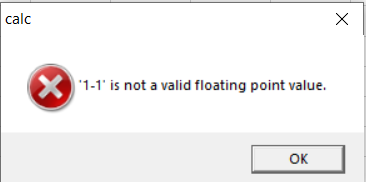 calc
'1-1' is not a valid floating point value.
OK